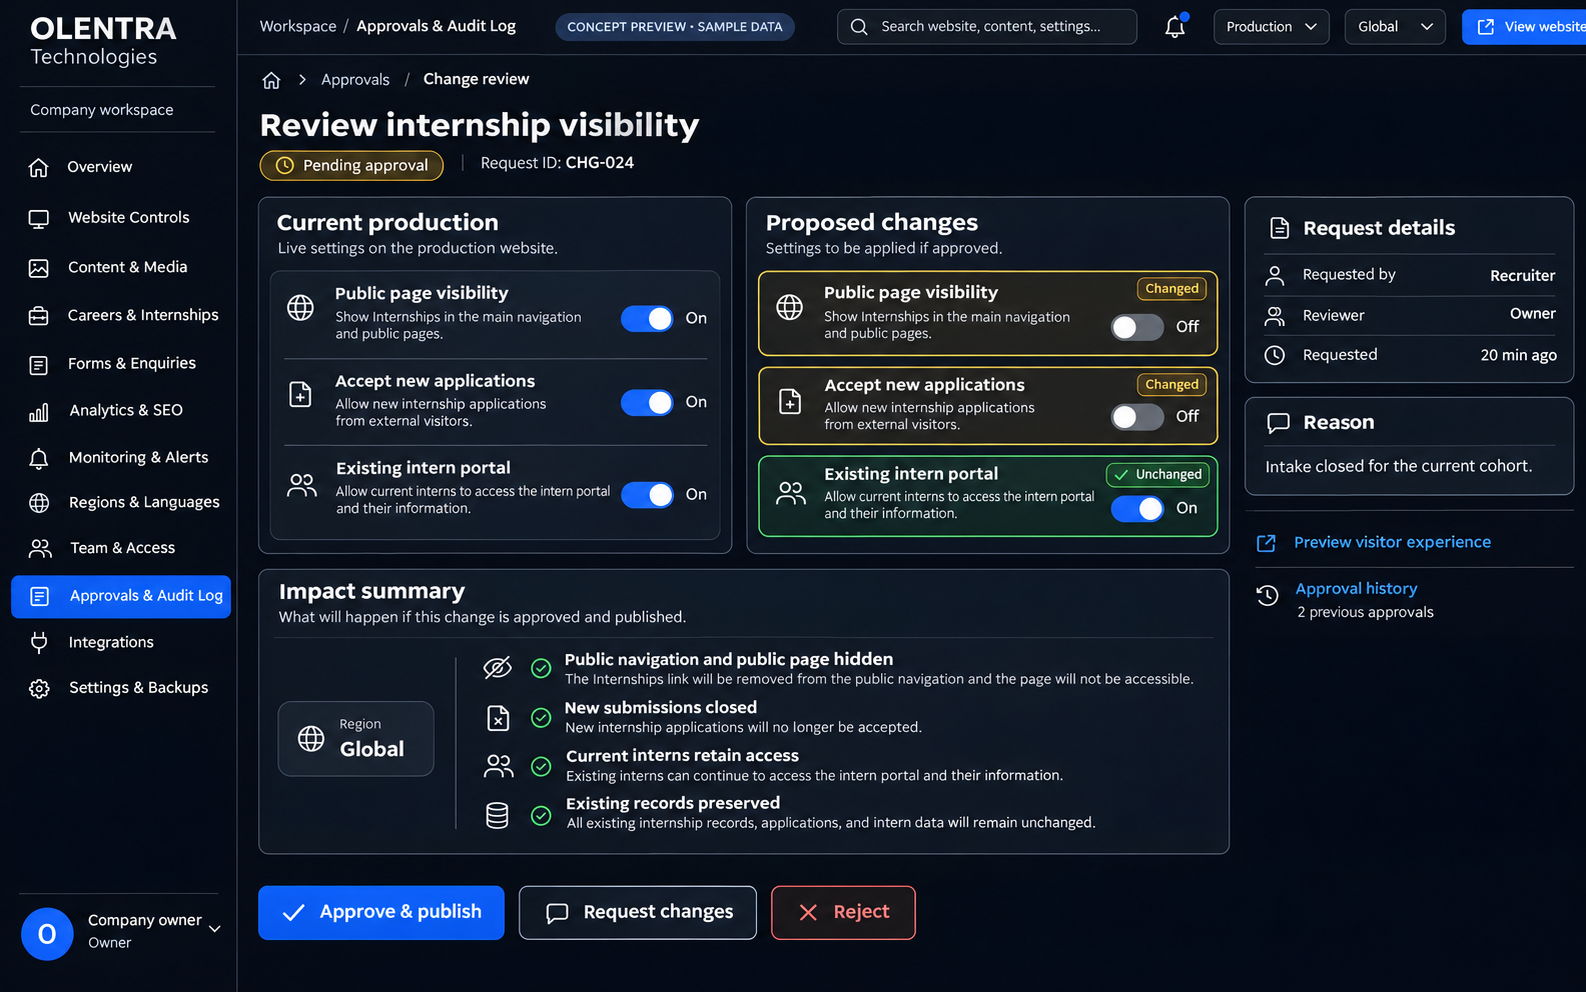 OLENTRA
Technologies
Company workspace
Overview
Website Controls
Content & Media
Careers & Internships
Forms & Enquiries
Analytics & SEO
Monitoring & Alerts
Regions & Languages
Team & Access
Approvals & Audit Log
Integrations
Settings & Backups
O
Company owner
Owner
Workspace / Approvals & Audit Log
CONCEPT PREVIEW • SAMPLE DATA
Search website, content, settings...
Production
Global
View website
Approvals / Change review
Review internship visibility
Pending approval
Request ID: CHG-024
Current production
Live settings on the production website.
Public page visibility
Show Internships in the main navigation
and public pages.
On
Accept new applications
Allow new internship applications
from external visitors.
On
Existing intern portal
Allow current interns to access the intern portal
and their information.
On
Proposed changes
Settings to be applied if approved.
Public page visibility
Changed
Show Internships in the main navigation
and public pages.
Off
Accept new applications
Changed
Allow new internship applications
from external visitors.
Off
Existing intern portal
Unchanged
Allow current interns to access the intern portal
and their information.
On
Request details
Requested by Recruiter
Reviewer Owner
Requested 20 min ago
Reason
Intake closed for the current cohort.
Preview visitor experience
Approval history
2 previous approvals
Impact summary
What will happen if this change is approved and published.
Region
Global
Public navigation and public page hidden
The Internships link will be removed from the public navigation and the page will not be accessible.
New submissions closed
New internship applications will no longer be accepted.
Current interns retain access
Existing interns can continue to access the intern portal and their information.
Existing records preserved
All existing internship records, applications, and intern data will remain unchanged.
Approve & publish
Request changes
Reject